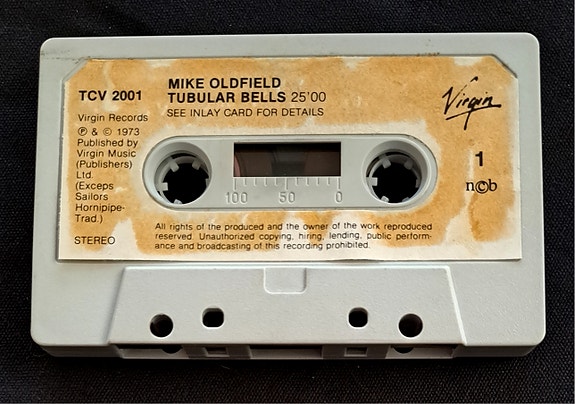 TCV 2001
Virgin Records
Ⓟ & © 1973
Published by
Virgin Music
(Publishers)
Ltd.
(Exceps
Sailors
Hornipipe-
Trad.)
STEREO
MIKE OLDFIELD
TUBULAR BELLS 25'00
SEE INLAY CARD FOR DETAILS
Virgin
1
n©b
100 50 0
All rights of the produced and the owner of the work reproduced
reserved. Unauthorized copying, hiring, lending, public perform-
ance and broadcasting of this recording prohibited.